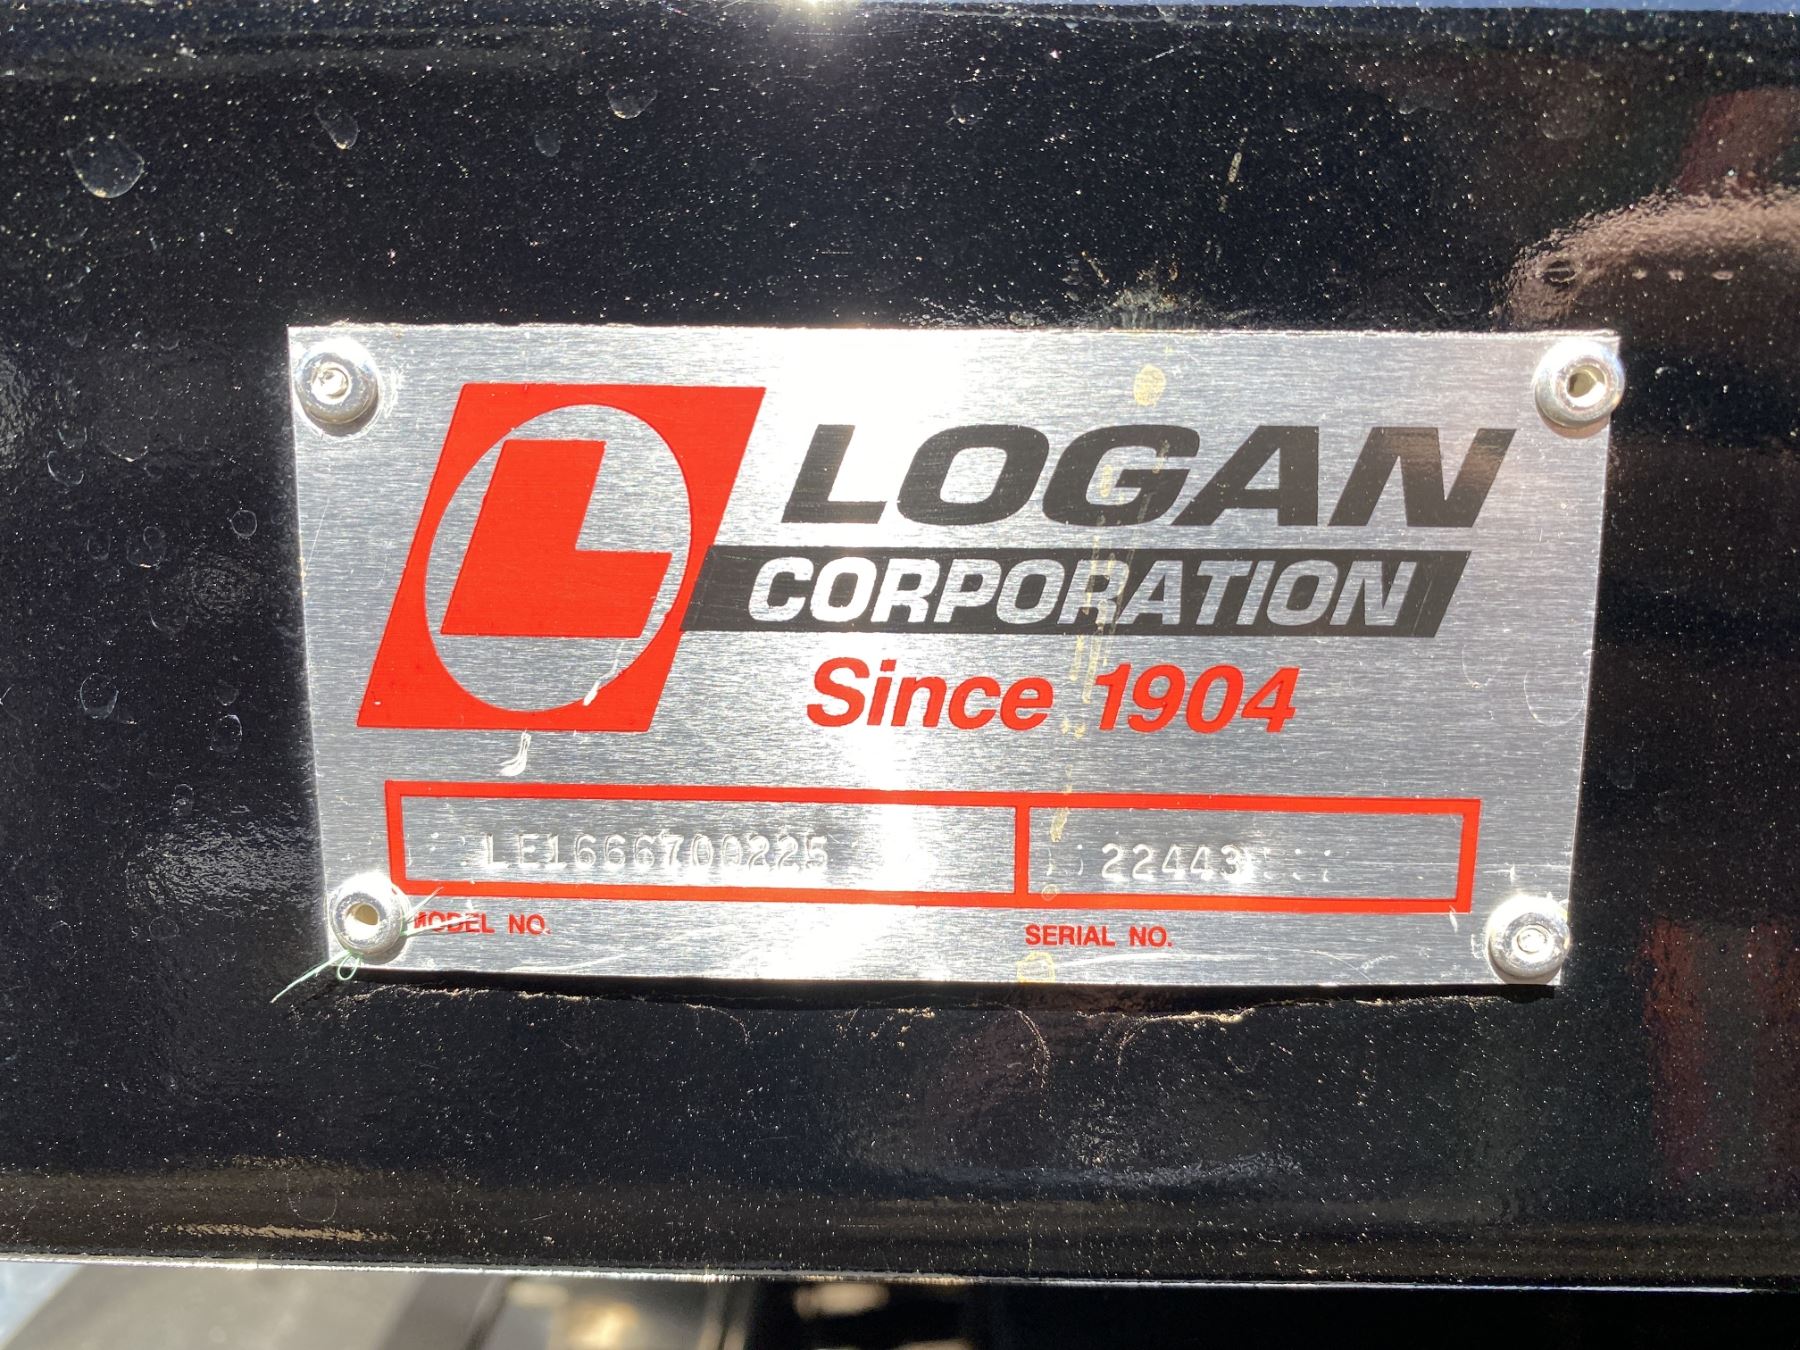 L
LOGAN
CORPORATION
Since 1904
LE1666700225 22443
MODEL NO. SERIAL NO.